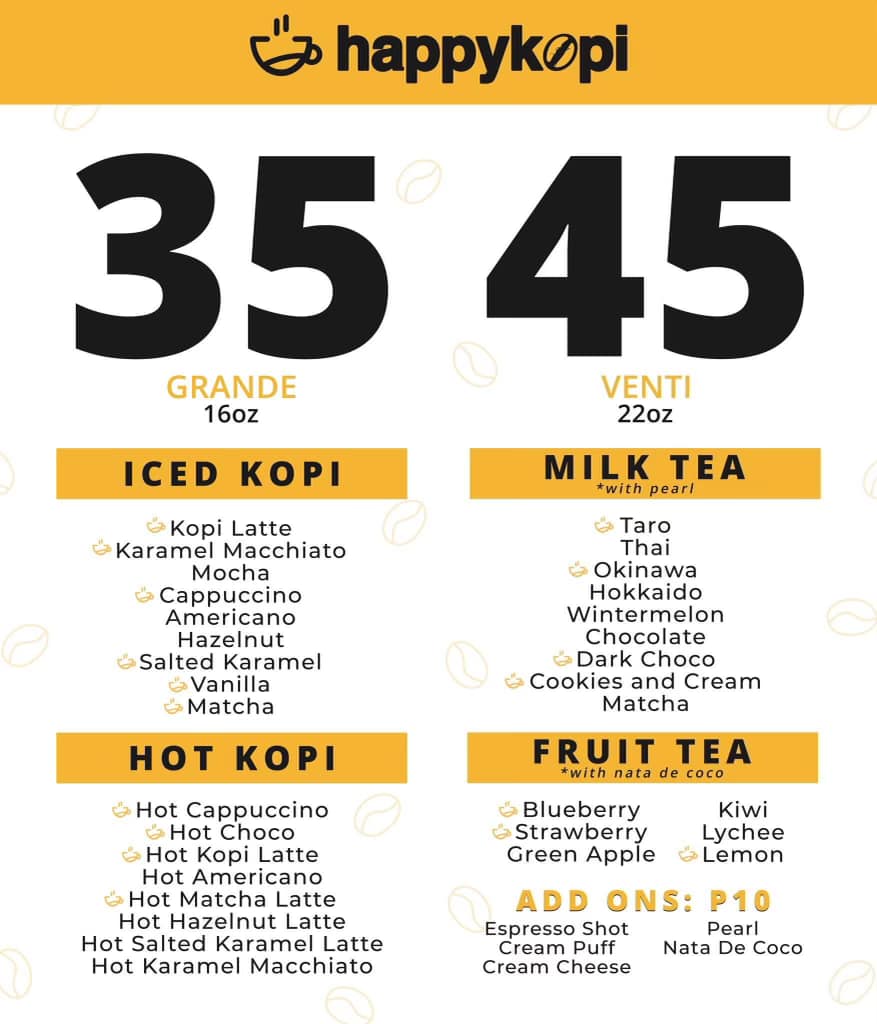 happykopi
35
GRANDE
16oz
45
VENTI
22oz
ICED KOPI
Kopi Latte
Karamel Macchiato
Mocha
Cappuccino
Americano
Hazelnut
Salted Karamel
Vanilla
Matcha
HOT KOPI
Hot Cappuccino
Hot Choco
Hot Kopi Latte
Hot Americano
Hot Matcha Latte
Hot Hazelnut Latte
Hot Salted Karamel Latte
Hot Karamel Macchiato
MILK TEA
*with pearl
Taro
Thai
Okinawa
Hokkaido
Wintermelon
Chocolate
Dark Choco
Cookies and Cream
Matcha
FRUIT TEA
*with nata de coco
Blueberry
Strawberry
Green Apple
Kiwi
Lychee
Lemon
ADD ONS: P10
Espresso Shot
Cream Puff
Cream Cheese
Pearl
Nata De Coco